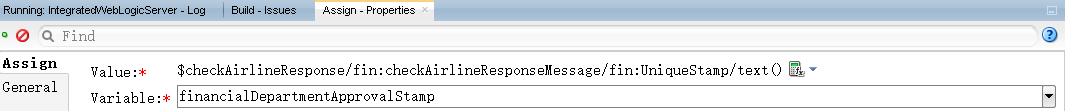 Running: IntegratedWebLogicServer - Log Build - Issues Assign - Properties ×
Find ?
Assign
General
Value:* $checkAirlineResponse/fin:checkAirlineResponseMessage/fin:UniqueStamp/text()
Variable:* financialDepartmentApprovalStamp